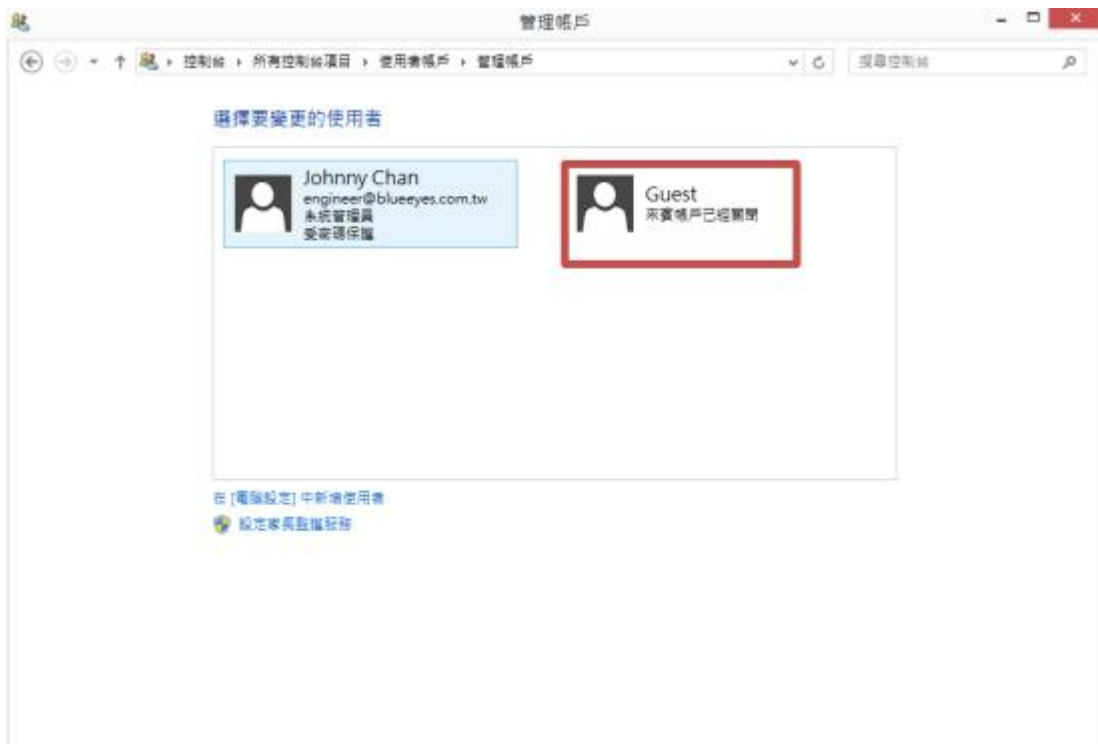 管理帳戶
控制台 ▸ 所有控制台項目 ▸ 使用者帳戶 ▸ 管理帳戶
搜尋控制台
選擇要變更的使用者
Johnny Chan
engineer@blueeyes.com.tw
系統管理員
受密碼保護
Guest
來賓帳戶已經關閉
在 [電腦設定] 中新增使用者
設定家長監護服務